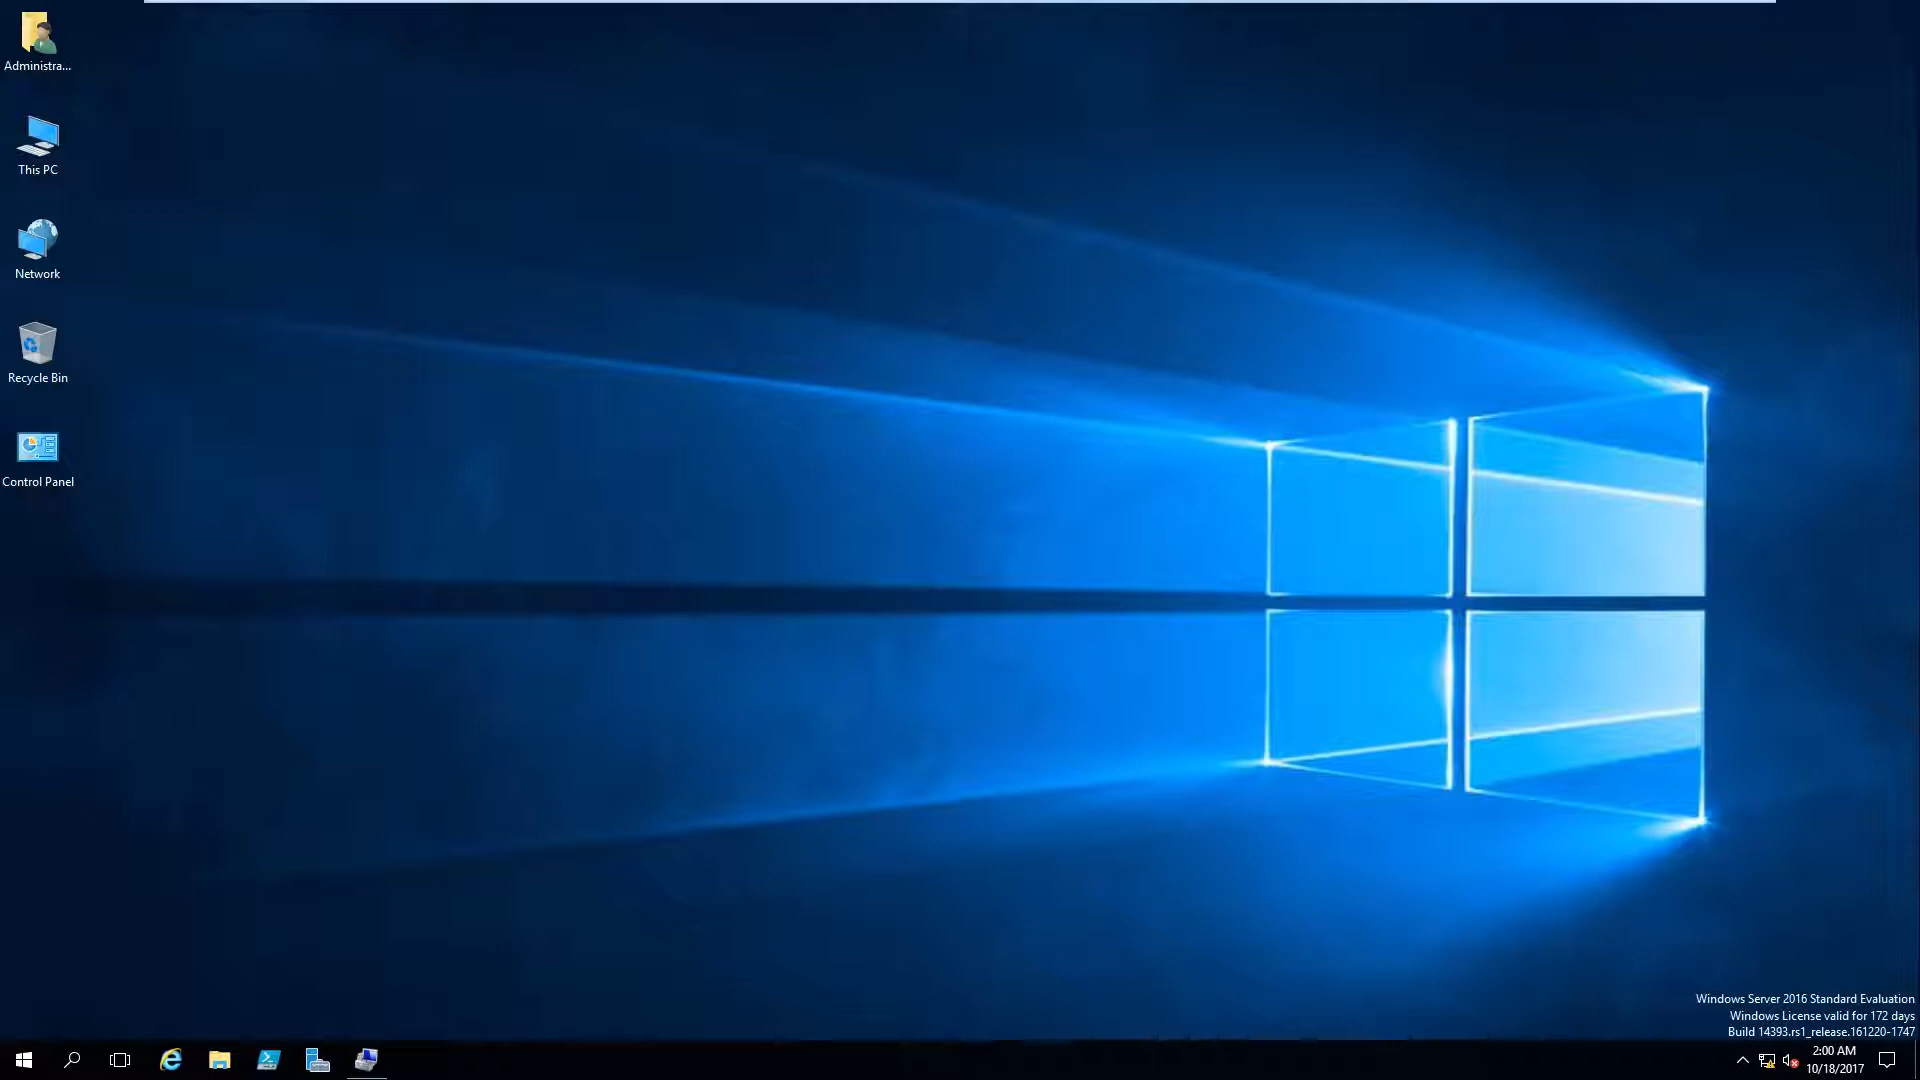 Administra...
This PC
Network
Recycle Bin
Control Panel
Windows Server 2016 Standard Evaluation
Windows License valid for 172 days
Build 14393.rs1_release.161220-1747
2:00 AM
10/18/2017